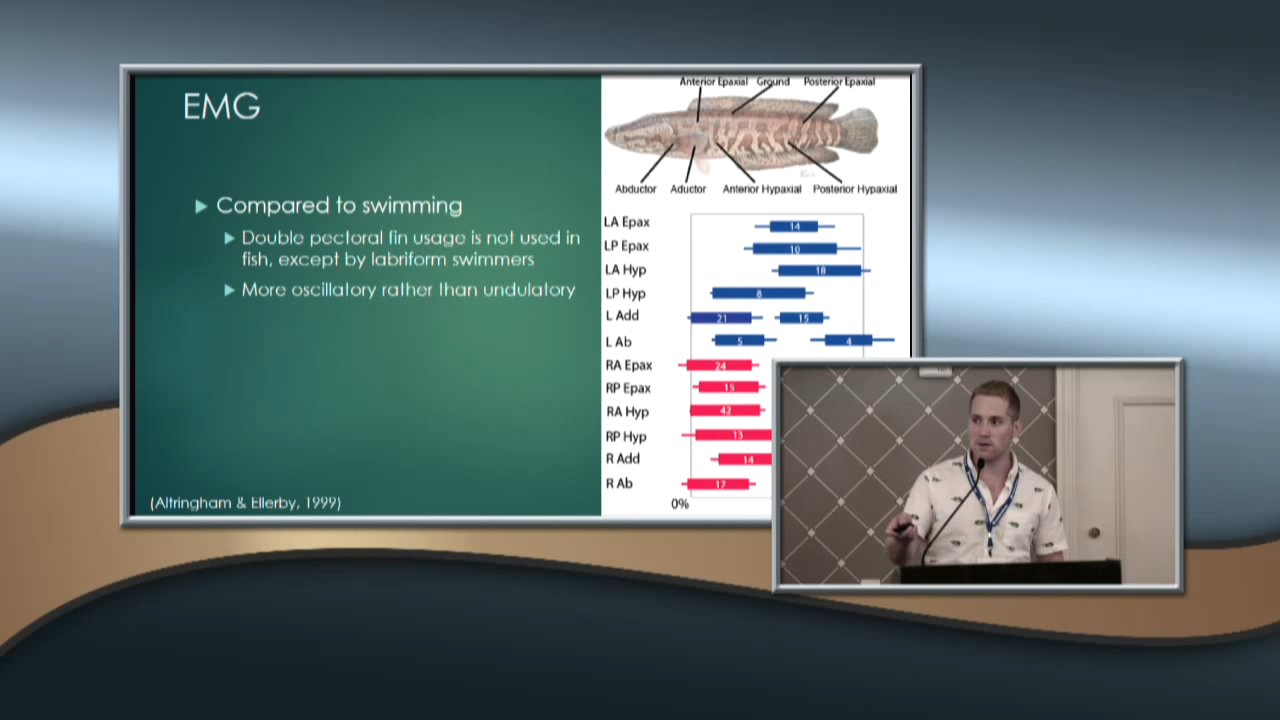 EMG
Compared to swimming
Double pectoral fin usage is not used in
fish, except by labriform swimmers
More oscillatory rather than undulatory
(Altringham & Ellerby, 1999)
Anterior Epaxial Ground Posterior Epaxial
Abductor Aductor Anterior Hypaxial Posterior Hypaxial
LA Epax 14
LP Epax 10
LA Hyp 18
LP Hyp 8
L Add 21 15
L Ab 5 4
RA Epax 24
RP Epax 15
RA Hyp 42
RP Hyp 13
R Add 14
R Ab 17
0%